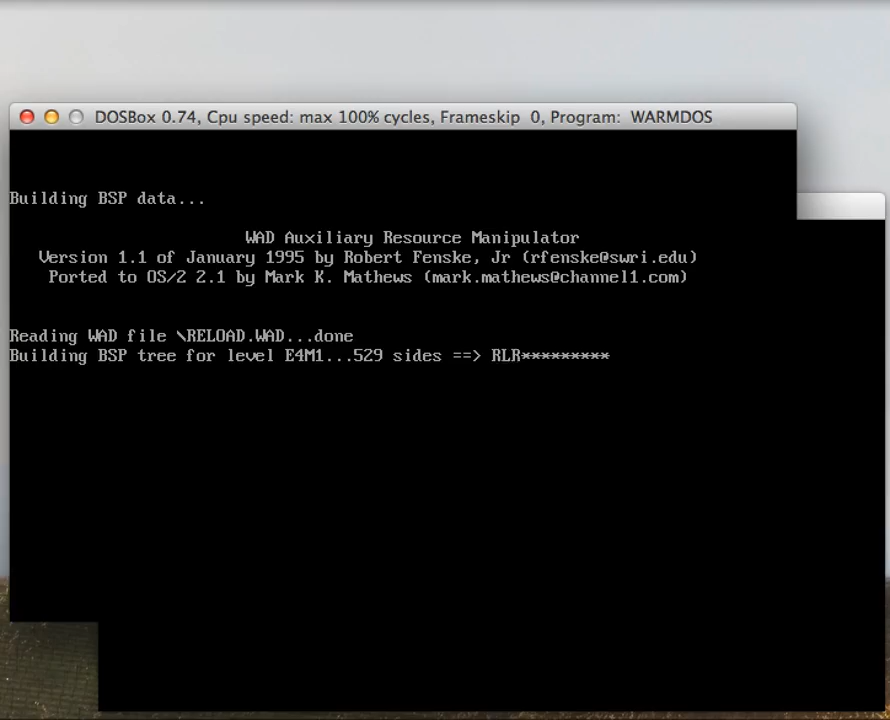 DOSBox 0.74, Cpu speed: max 100% cycles, Frameskip 0, Program: WARMDOS
Building BSP data...
WAD Auxiliary Resource Manipulator
Version 1.1 of January 1995 by Robert Fenske, Jr (rfenske@swri.edu)
Ported to OS/2 2.1 by Mark K. Mathews (mark.mathews@channel1.com)
Reading WAD file \RELOAD.WAD...done
Building BSP tree for level E4M1...529 sides ==> RLR*********